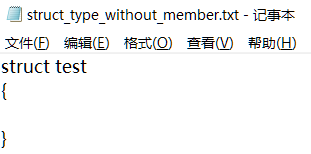 struct_type_without_member.txt - 记事本
文件(F) 编辑(E) 格式(O) 查看(V) 帮助(H)
struct test
{
}